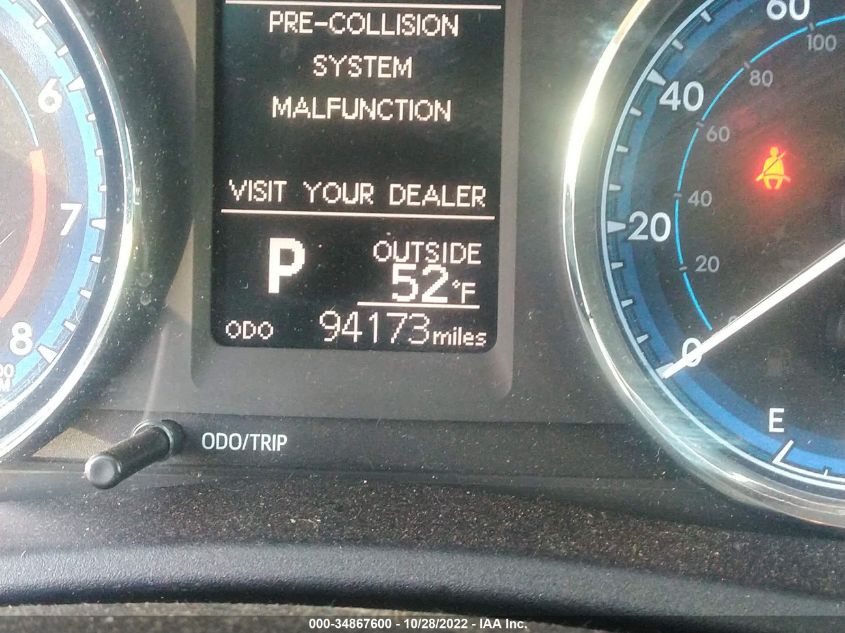 PRE-COLLISION
SYSTEM
MALFUNCTION
VISIT YOUR DEALER
P
OUTSIDE
52°F
ODO 94173 miles
ODO/TRIP
6
7
8
60
40
20
0
100
80
60
40
20
E
000-34867600 - 10/28/2022 - IAA Inc.